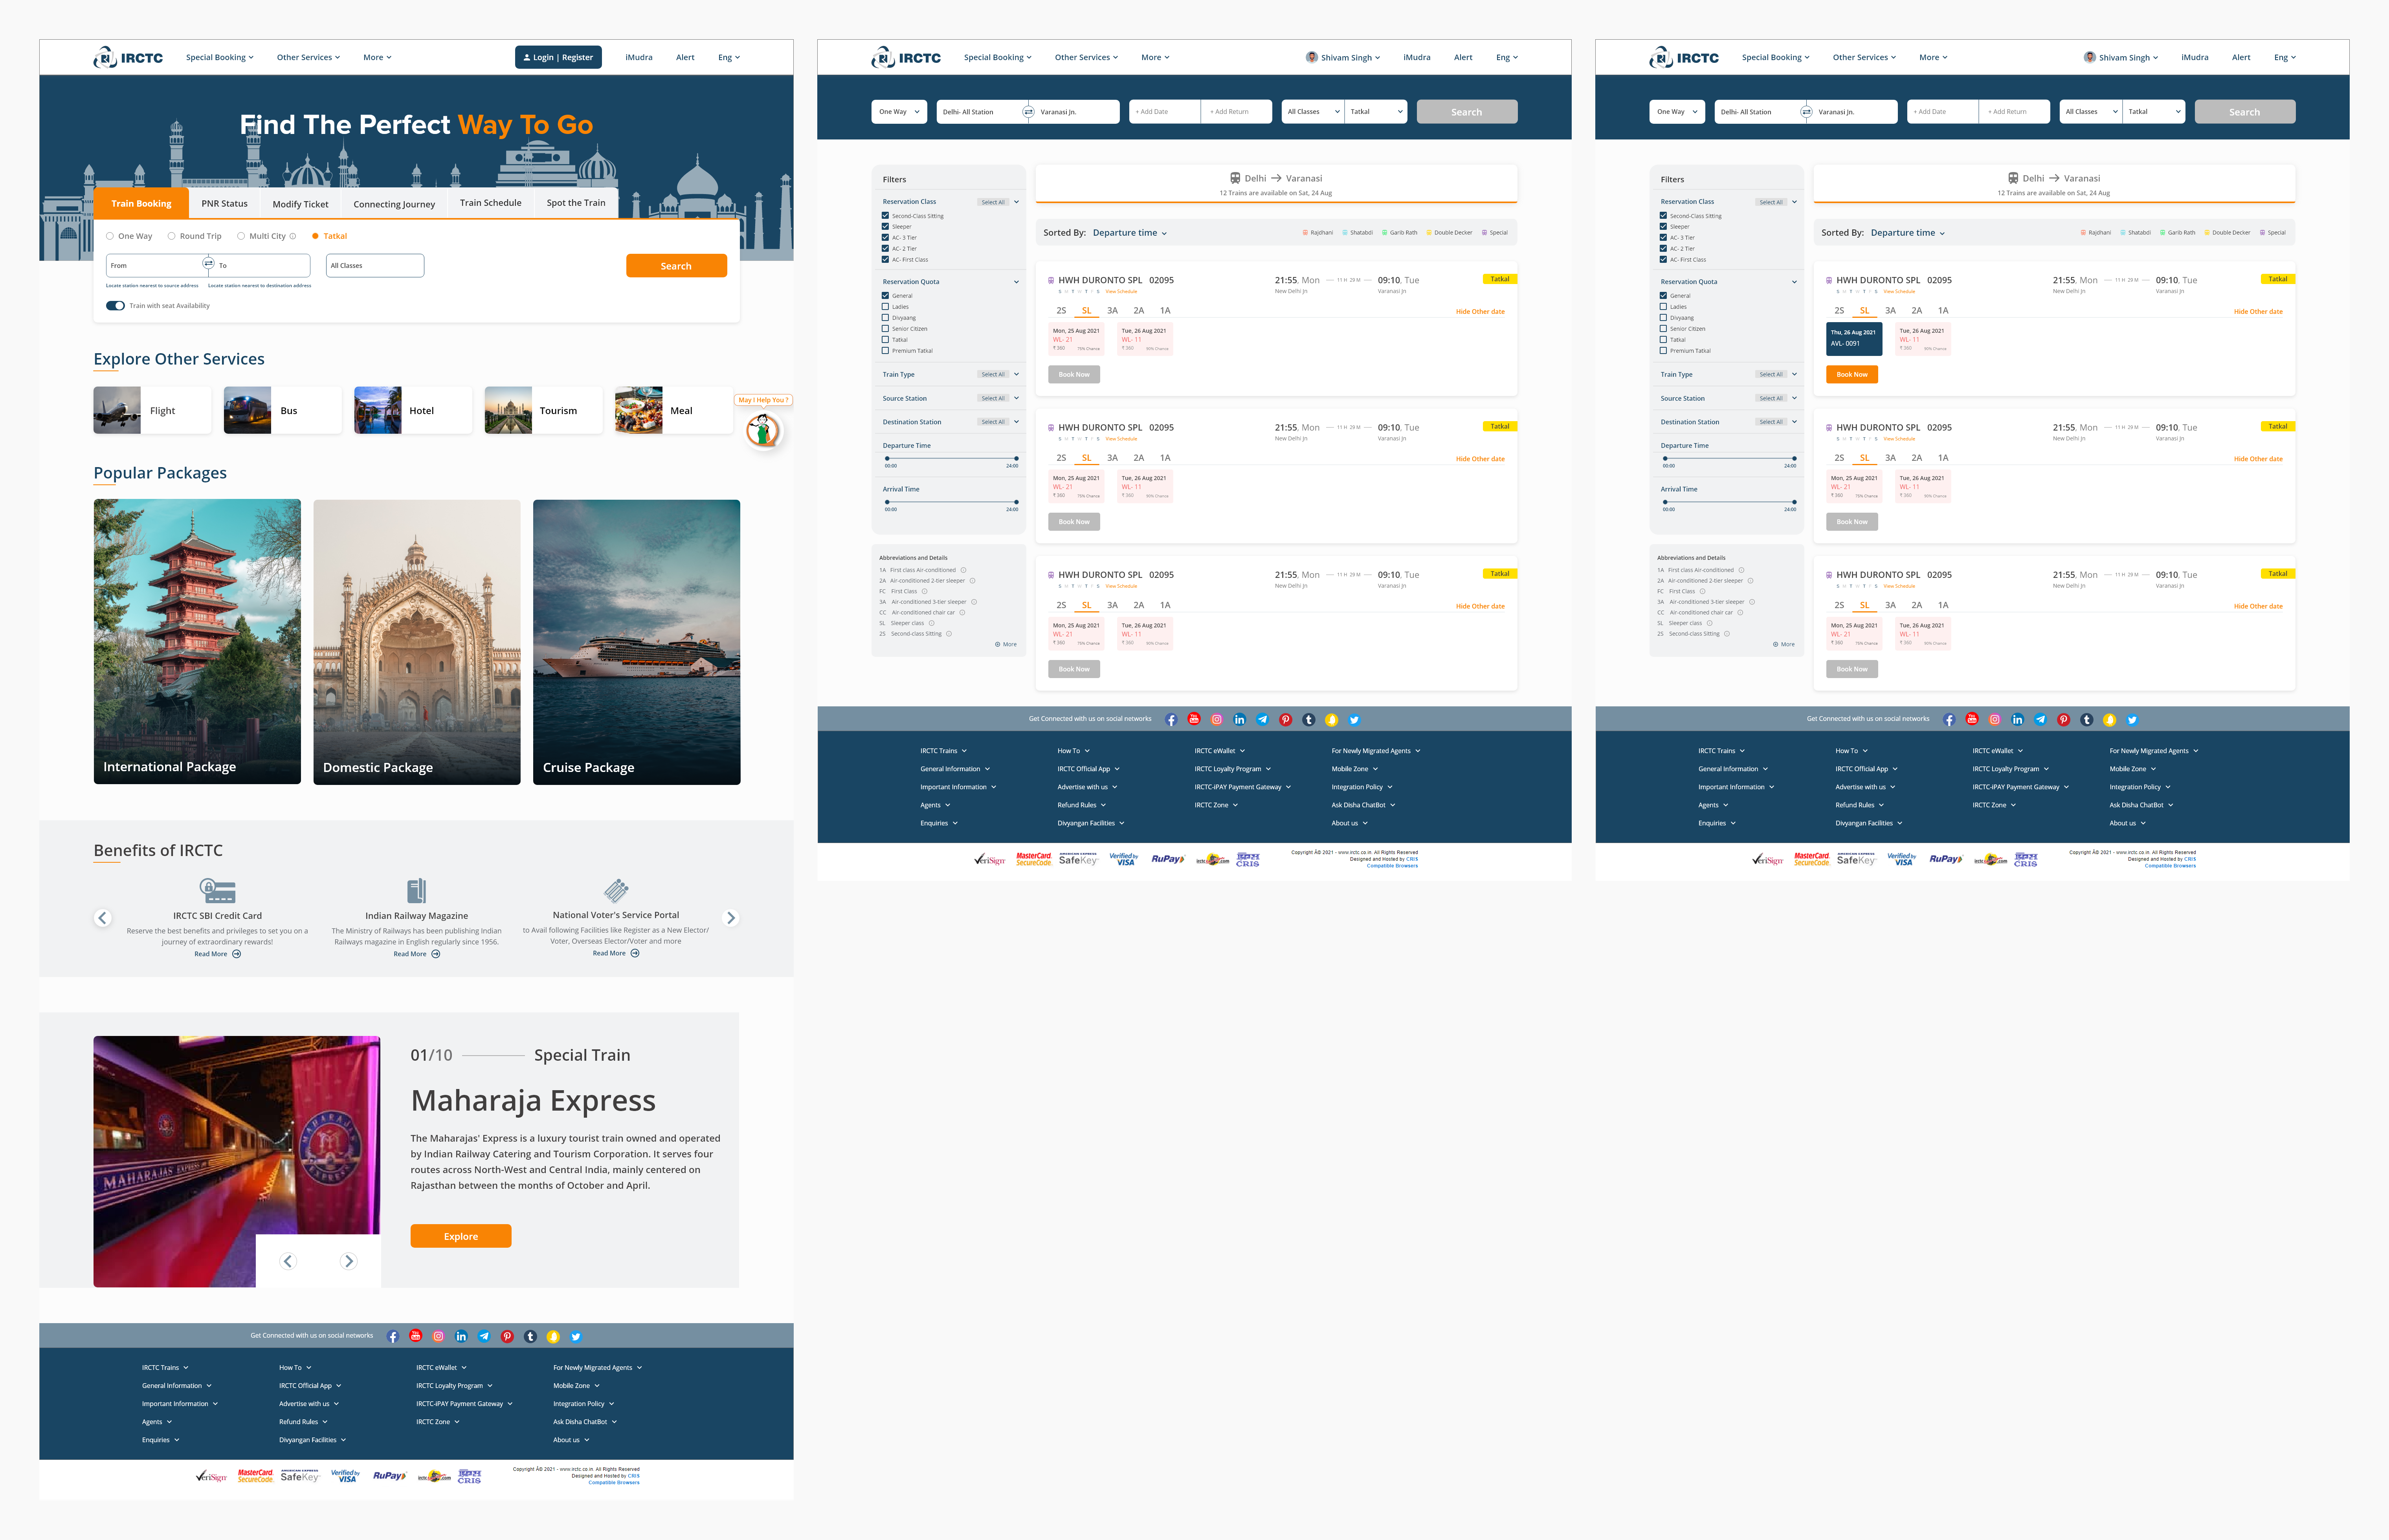 IRCTC
Special Booking
Other Services
More
Login | Register
iMudra
Alert
Eng
Find The Perfect Way To Go
Train Booking
PNR Status
Modify Ticket
Connecting Journey
Train Schedule
Spot the Train
One Way
Round Trip
Multi City
Tatkal
From
To
All Classes
Search
Locate station nearest to source address
Locate station nearest to destination address
Train with seat Availability
Explore Other Services
Flight
Bus
Hotel
Tourism
Meal
May I Help You ?
Popular Packages
International Package
Domestic Package
Cruise Package
Benefits of IRCTC
IRCTC SBI Credit Card
Reserve the best benefits and privileges to set you on a
journey of extraordinary rewards!
Read More
Indian Railway Magazine
The Ministry of Railways has been publishing Indian
Railways magazine in English regularly since 1956.
Read More
National Voter's Service Portal
to Avail following Facilities like Register as a New Elector/
Voter, Overseas Elector/Voter and more
Read More
MAHARAJAS EXPRESS
MAHARAJAS
01/10
Special Train
Maharaja Express
The Maharajas' Express is a luxury tourist train owned and operated
by Indian Railway Catering and Tourism Corporation. It serves four
routes across North-West and Central India, mainly centered on
Rajasthan between the months of October and April.
Explore
Get Connected with us on social networks
IRCTC Trains
How To
IRCTC eWallet
For Newly Migrated Agents
General Information
IRCTC Official App
IRCTC Loyalty Program
Mobile Zone
Important Information
Advertise with us
IRCTC-iPAY Payment Gateway
Integration Policy
Agents
Refund Rules
IRCTC Zone
Ask Disha ChatBot
Enquiries
Divyangan Facilities
About us
VeriSign
MasterCard. SecureCode.
AMERICAN EXPRESS SafeKey
Verified by VISA
RuPay
CRIS
Copyright Â© 2021 - www.irctc.co.in. All Rights Reserved
Designed and Hosted by CRIS
Compatible Browsers
IRCTC
Special Booking
Other Services
More
Shivam Singh
iMudra
Alert
Eng
One Way
Delhi- All Station
Varanasi Jn.
+ Add Date
+ Add Return
All Classes
Tatkal
Search
Filters
Reservation Class
Select All
Second-Class Sitting
Sleeper
AC- 3 Tier
AC- 2 Tier
AC- First Class
Reservation Quota
General
Ladies
Divyaang
Senior Citizen
Tatkal
Premium Tatkal
Train Type
Select All
Source Station
Select All
Destination Station
Select All
Departure Time
00:00
24:00
Arrival Time
00:00
24:00
Abbreviations and Details
1A First class Air-conditioned
2A Air-conditioned 2-tier sleeper
FC First Class
3A Air-conditioned 3-tier sleeper
CC Air-conditioned chair car
SL Sleeper class
2S Second-class Sitting
More
Delhi → Varanasi
12 Trains are available on Sat, 24 Aug
Sorted By: Departure time
Rajdhani
Shatabdi
Garib Rath
Double Decker
Special
HWH DURONTO SPL 02095
S M T W T F S View Schedule
21:55, Mon — 11 H 29 M — 09:10, Tue
New Delhi Jn
Varanasi Jn
Tatkal
2S SL 3A 2A 1A
Hide Other date
Mon, 25 Aug 2021
WL- 21
₹ 360 75% Chance
Tue, 26 Aug 2021
WL- 11
₹ 360 90% Chance
Book Now
HWH DURONTO SPL 02095
S M T W T F S View Schedule
21:55, Mon — 11 H 29 M — 09:10, Tue
New Delhi Jn
Varanasi Jn
Tatkal
2S SL 3A 2A 1A
Hide Other date
Mon, 25 Aug 2021
WL- 21
₹ 360 75% Chance
Tue, 26 Aug 2021
WL- 11
₹ 360 90% Chance
Book Now
HWH DURONTO SPL 02095
S M T W T F S View Schedule
21:55, Mon — 11 H 29 M — 09:10, Tue
New Delhi Jn
Varanasi Jn
Tatkal
2S SL 3A 2A 1A
Hide Other date
Mon, 25 Aug 2021
WL- 21
₹ 360 75% Chance
Tue, 26 Aug 2021
WL- 11
₹ 360 90% Chance
Book Now
Get Connected with us on social networks
IRCTC Trains
How To
IRCTC eWallet
For Newly Migrated Agents
General Information
IRCTC Official App
IRCTC Loyalty Program
Mobile Zone
Important Information
Advertise with us
IRCTC-iPAY Payment Gateway
Integration Policy
Agents
Refund Rules
IRCTC Zone
Ask Disha ChatBot
Enquiries
Divyangan Facilities
About us
VeriSign
MasterCard. SecureCode.
AMERICAN EXPRESS SafeKey
Verified by VISA
RuPay
CRIS
Copyright Â© 2021 - www.irctc.co.in. All Rights Reserved
Designed and Hosted by CRIS
Compatible Browsers
IRCTC
Special Booking
Other Services
More
Shivam Singh
iMudra
Alert
Eng
One Way
Delhi- All Station
Varanasi Jn.
+ Add Date
+ Add Return
All Classes
Tatkal
Search
Filters
Reservation Class
Select All
Second-Class Sitting
Sleeper
AC- 3 Tier
AC- 2 Tier
AC- First Class
Reservation Quota
General
Ladies
Divyaang
Senior Citizen
Tatkal
Premium Tatkal
Train Type
Select All
Source Station
Select All
Destination Station
Select All
Departure Time
00:00
24:00
Arrival Time
00:00
24:00
Abbreviations and Details
1A First class Air-conditioned
2A Air-conditioned 2-tier sleeper
FC First Class
3A Air-conditioned 3-tier sleeper
CC Air-conditioned chair car
SL Sleeper class
2S Second-class Sitting
More
Delhi → Varanasi
12 Trains are available on Sat, 24 Aug
Sorted By: Departure time
Rajdhani
Shatabdi
Garib Rath
Double Decker
Special
HWH DURONTO SPL 02095
S M T W T F S View Schedule
21:55, Mon — 11 H 29 M — 09:10, Tue
New Delhi Jn
Varanasi Jn
Tatkal
2S SL 3A 2A 1A
Hide Other date
Thu, 26 Aug 2021
AVL- 0091
Tue, 26 Aug 2021
WL- 11
₹ 360 90% Chance
Book Now
HWH DURONTO SPL 02095
S M T W T F S View Schedule
21:55, Mon — 11 H 29 M — 09:10, Tue
New Delhi Jn
Varanasi Jn
Tatkal
2S SL 3A 2A 1A
Hide Other date
Mon, 25 Aug 2021
WL- 21
₹ 360 75% Chance
Tue, 26 Aug 2021
WL- 11
₹ 360 90% Chance
Book Now
HWH DURONTO SPL 02095
S M T W T F S View Schedule
21:55, Mon — 11 H 29 M — 09:10, Tue
New Delhi Jn
Varanasi Jn
Tatkal
2S SL 3A 2A 1A
Hide Other date
Mon, 25 Aug 2021
WL- 21
₹ 360 75% Chance
Tue, 26 Aug 2021
WL- 11
₹ 360 90% Chance
Book Now
Get Connected with us on social networks
IRCTC Trains
How To
IRCTC eWallet
For Newly Migrated Agents
General Information
IRCTC Official App
IRCTC Loyalty Program
Mobile Zone
Important Information
Advertise with us
IRCTC-iPAY Payment Gateway
Integration Policy
Agents
Refund Rules
IRCTC Zone
Ask Disha ChatBot
Enquiries
Divyangan Facilities
About us
VeriSign
MasterCard. SecureCode.
AMERICAN EXPRESS SafeKey
Verified by VISA
RuPay
CRIS
Copyright Â© 2021 - www.irctc.co.in. All Rights Reserved
Designed and Hosted by CRIS
Compatible Browsers